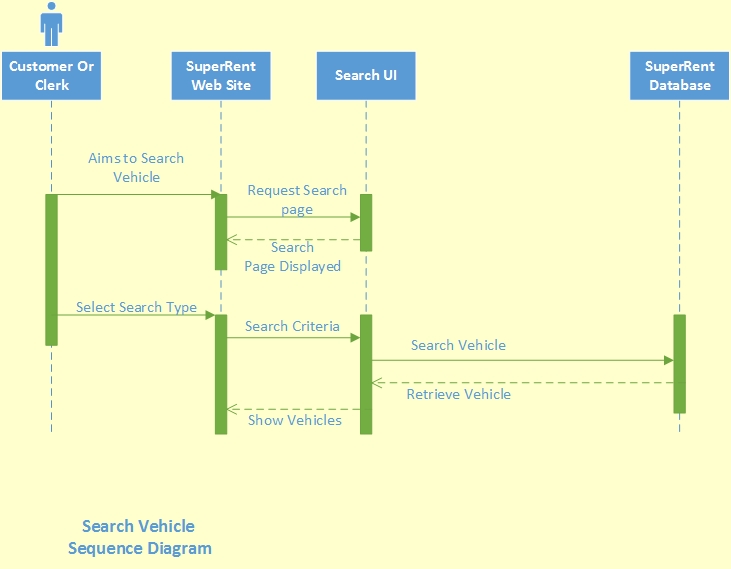 Customer Or
Clerk
SuperRent
Web Site
Search UI
SuperRent
Database
Aims to Search
Vehicle
Request Search
page
Search
Page Displayed
Select Search Type
Search Criteria
Search Vehicle
Retrieve Vehicle
Show Vehicles
Search Vehicle
Sequence Diagram